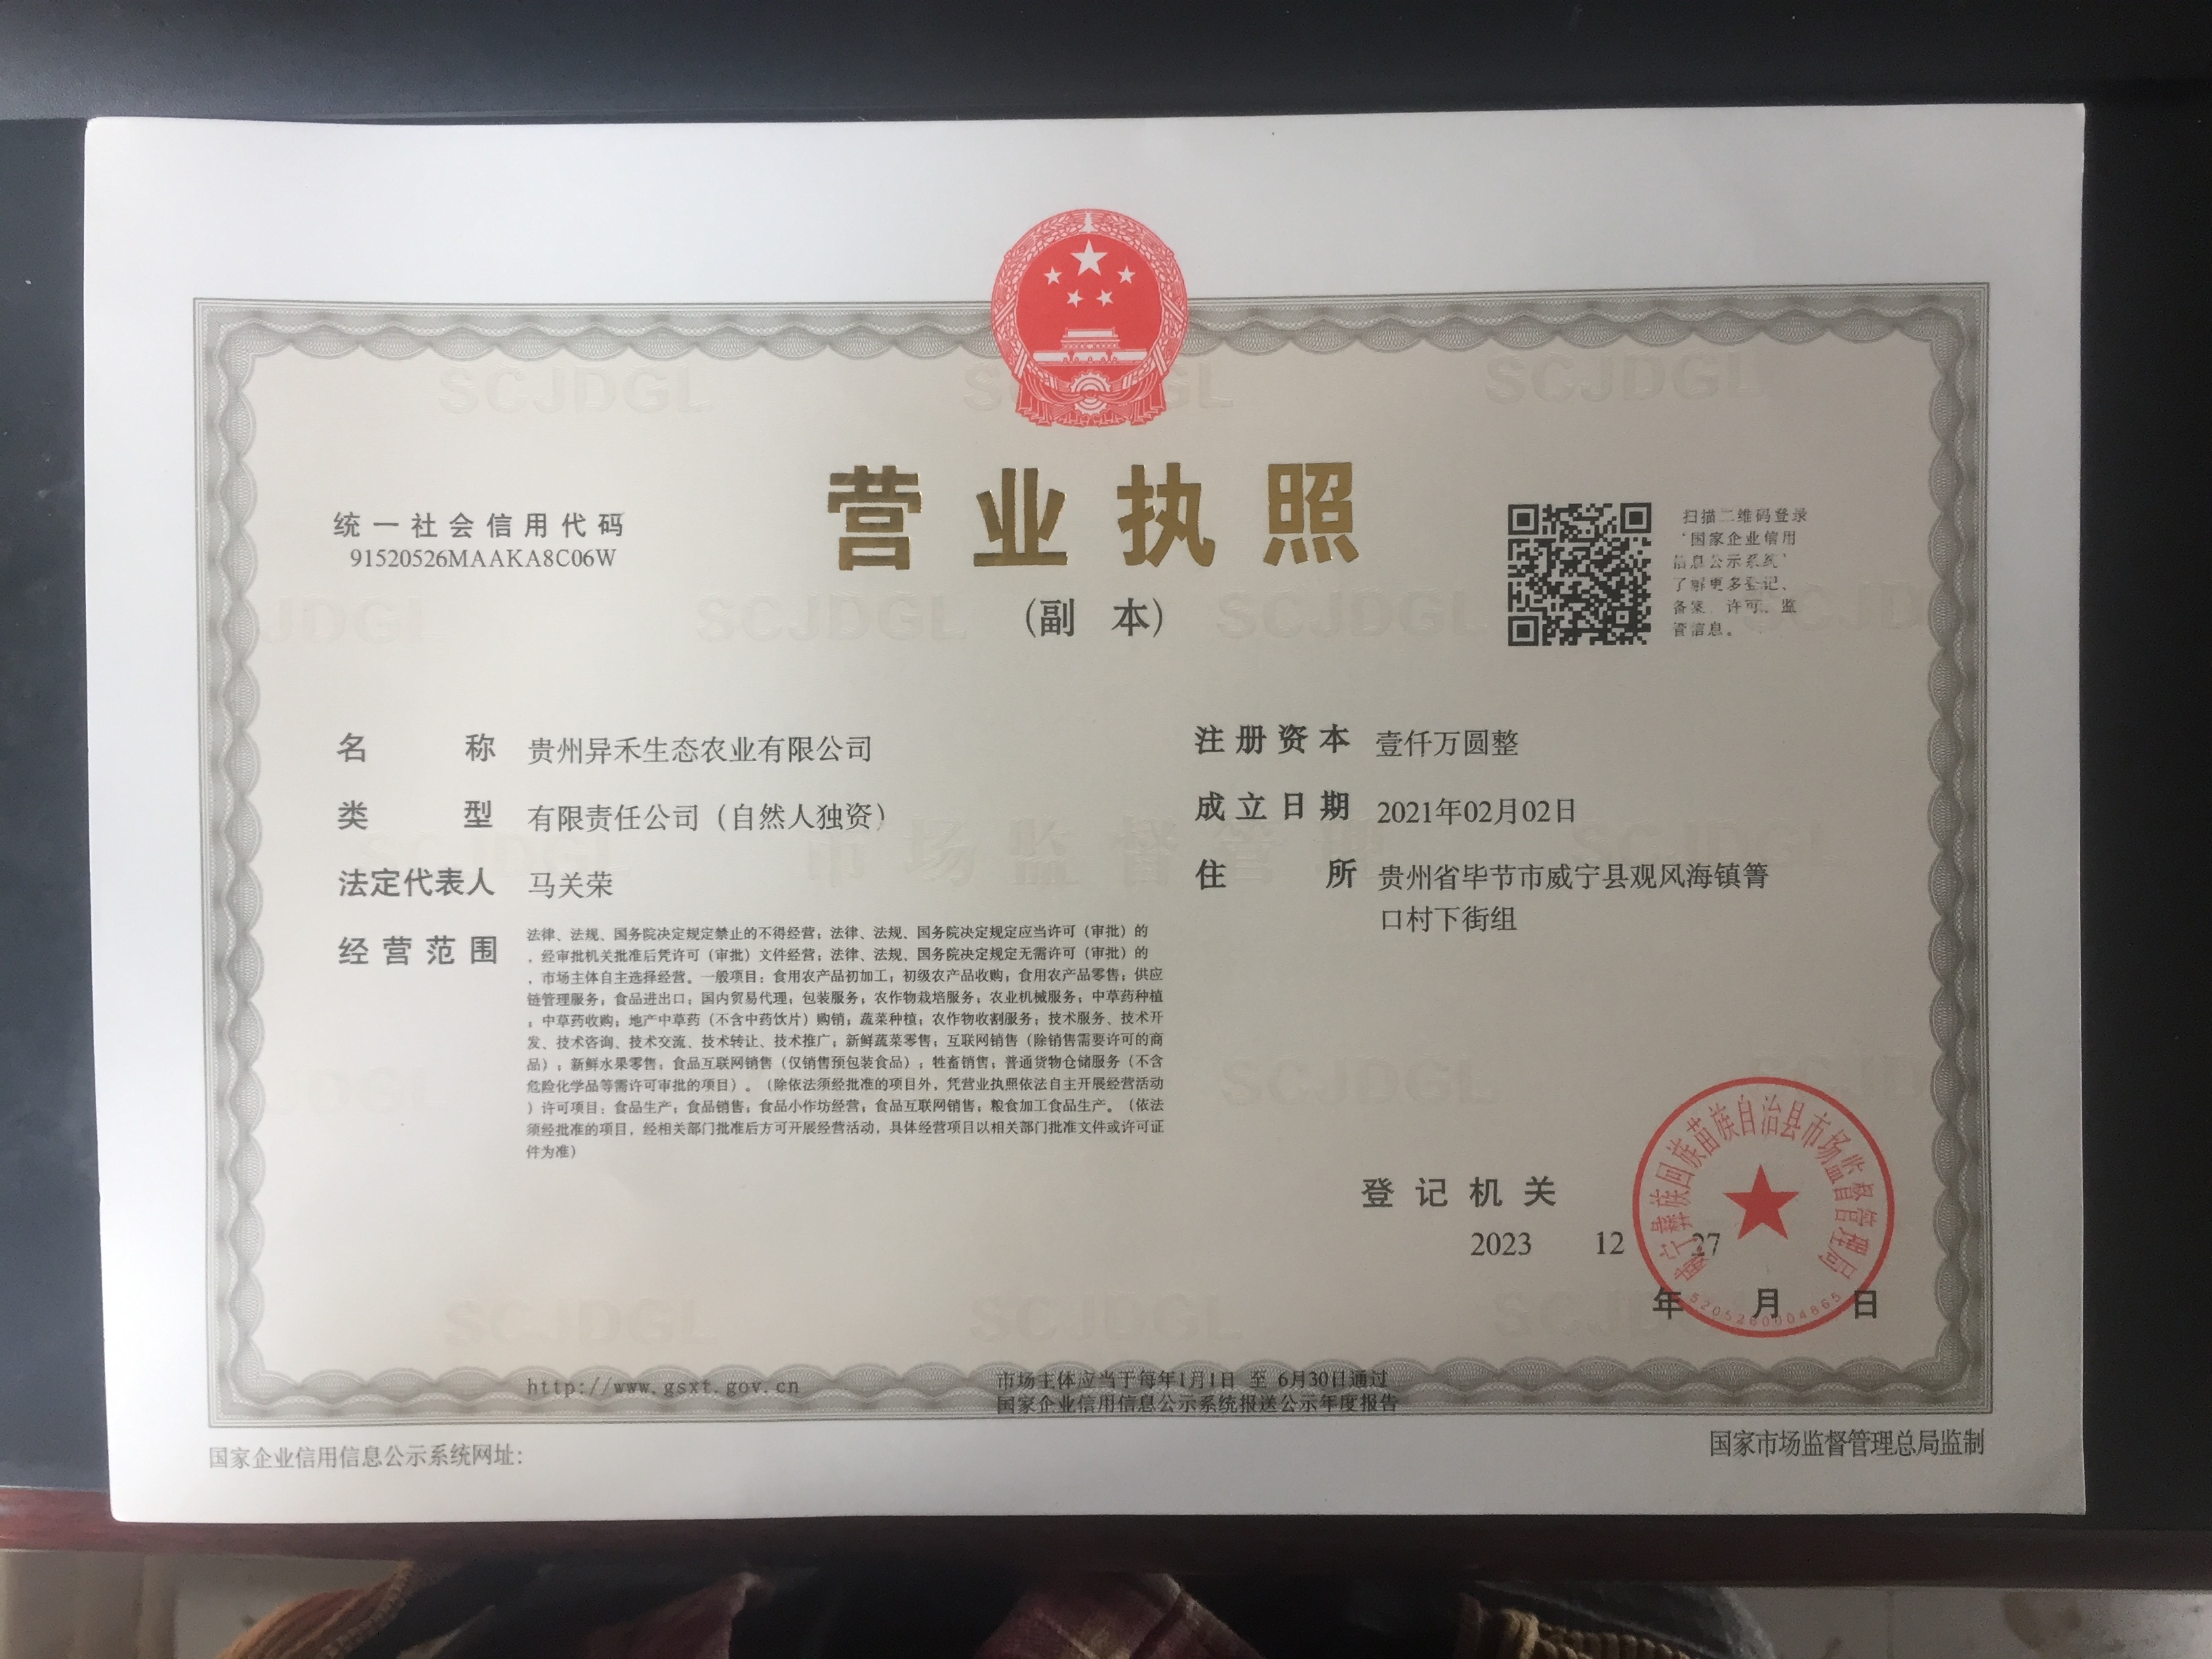 营业执照
(副 本)
统一社会信用代码
91520526MAAKA8C06W
扫描二维码登录
“国家企业信用
信息公示系统”
了解更多登记、
备案、许可、监
管信息。
名 称 贵州异禾生态农业有限公司
类 型 有限责任公司（自然人独资）
法定代表人 马关荣
经营范围 法律、法规、国务院决定规定禁止的不得经营；法律、法规、国务院决定规定应当许可（审批）的
，经审批机关批准后凭许可（审批）文件经营；法律、法规、国务院决定规定无需许可（审批）的
，市场主体自主选择经营。一般项目：食用农产品初加工；初级农产品收购；食用农产品零售；供应
链管理服务；食品进出口；国内贸易代理；包装服务；农作物栽培服务；农业机械服务；中草药种植
；中草药收购；地产中草药（不含中药饮片）购销；蔬菜种植；农作物收割服务；技术服务、技术开
发、技术咨询、技术交流、技术转让、技术推广；新鲜蔬菜零售；互联网销售（除销售需要许可的商
品）；新鲜水果零售；食品互联网销售（仅销售预包装食品）；牲畜销售；普通货物仓储服务（不含
危险化学品等需许可审批的项目）。（除依法须经批准的项目外，凭营业执照依法自主开展经营活动
）许可项目：食品生产；食品销售；食品小作坊经营；食品互联网销售；粮食加工食品生产。（依法
须经批准的项目，经相关部门批准后方可开展经营活动，具体经营项目以相关部门批准文件或许可证
件为准）
注册资本 壹仟万圆整
成立日期 2021年02月02日
住 所 贵州省毕节市威宁县观风海镇箐
口村下街组
登记机关
2023 12 27
年 月 日
威宁彝族回族苗族自治县市场监督管理局
5205260004865
SCJDGL
市场监督管理
http://www.gsxt.gov.cn
市场主体应当于每年1月1日 至 6月30日通过
国家企业信用信息公示系统报送公示年度报告
国家企业信用信息公示系统网址：
国家市场监督管理总局监制